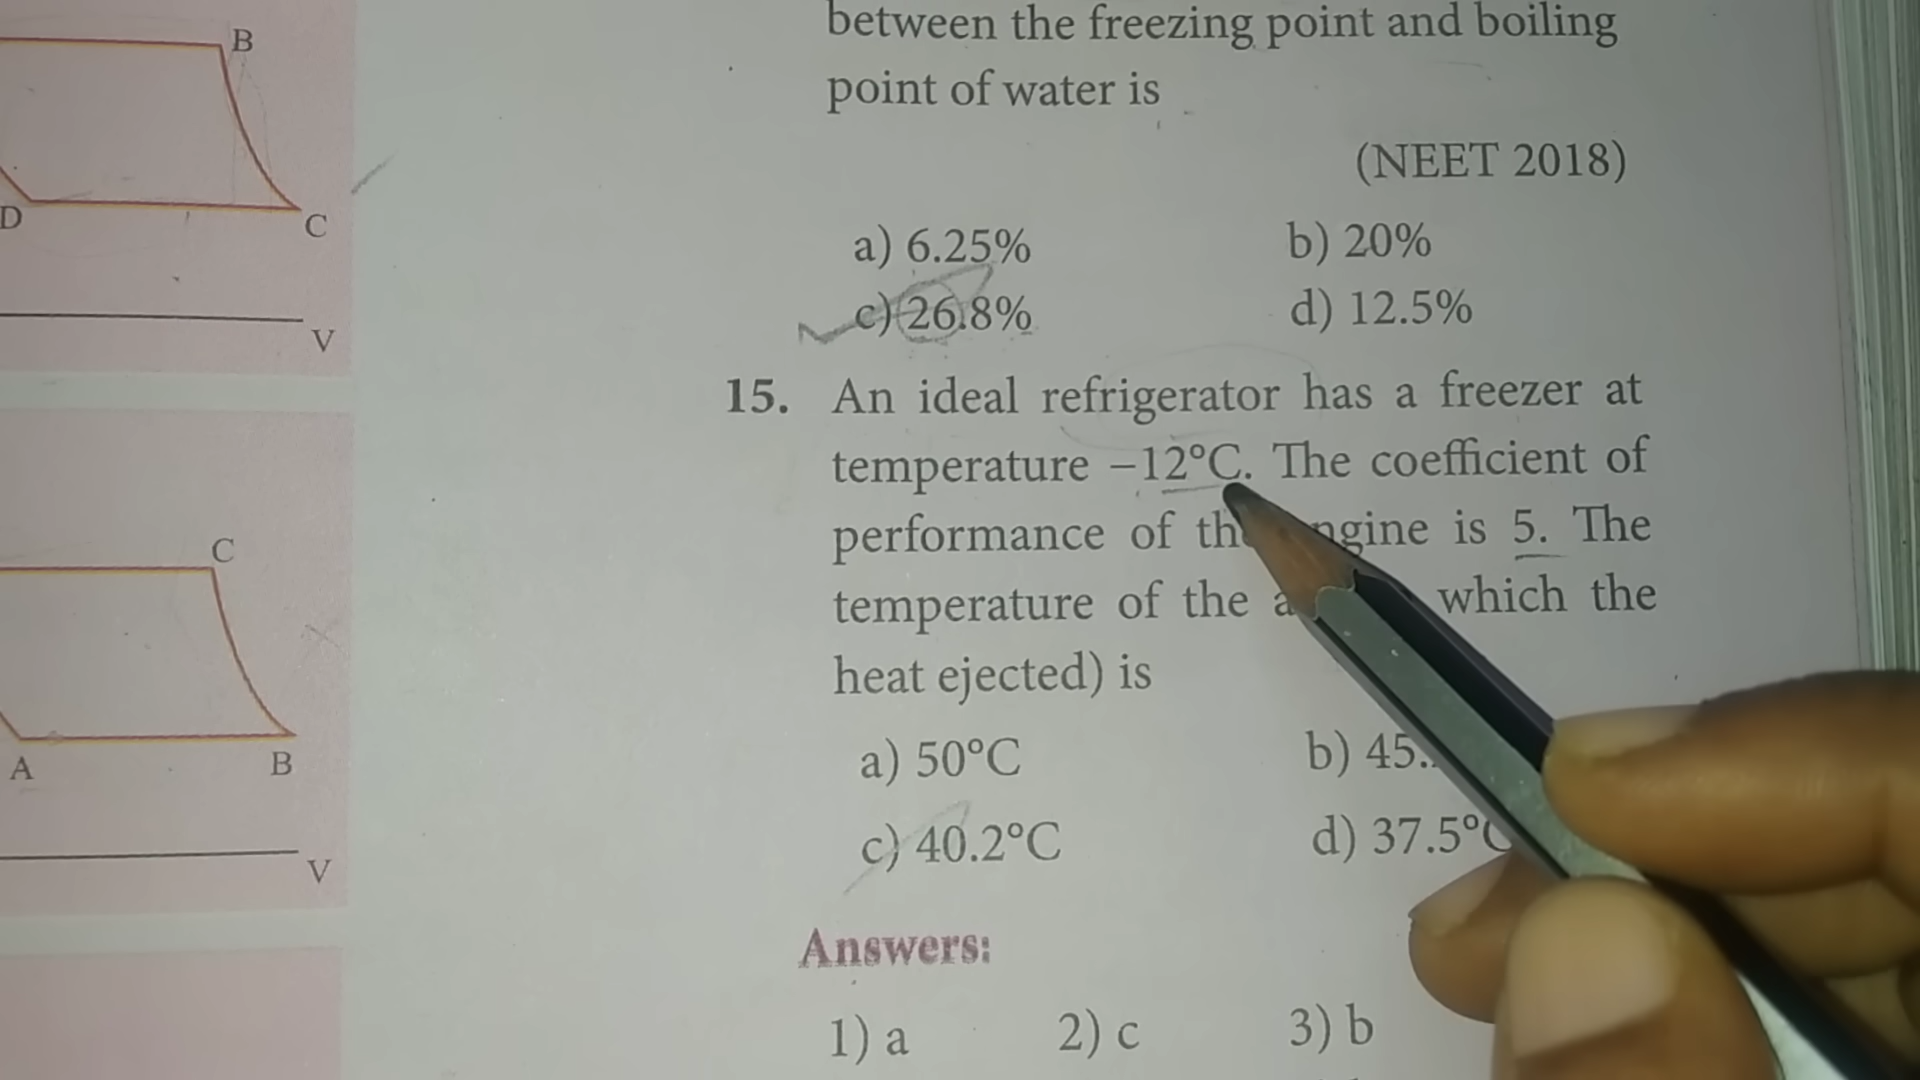 B
D
C
V
C
A
B
V
between the freezing point and boiling
point of water is
(NEET 2018)
a) 6.25%
b) 20%
c) 26.8%
d) 12.5%
15. An ideal refrigerator has a freezer at
temperature –12°C. The coefficient of
performance of the engine is 5. The
temperature of the which the
heat ejected) is
a) 50°C
b) 45.
c) 40.2°C
d) 37.5°C
Answers:
1) a
2) c
3) b